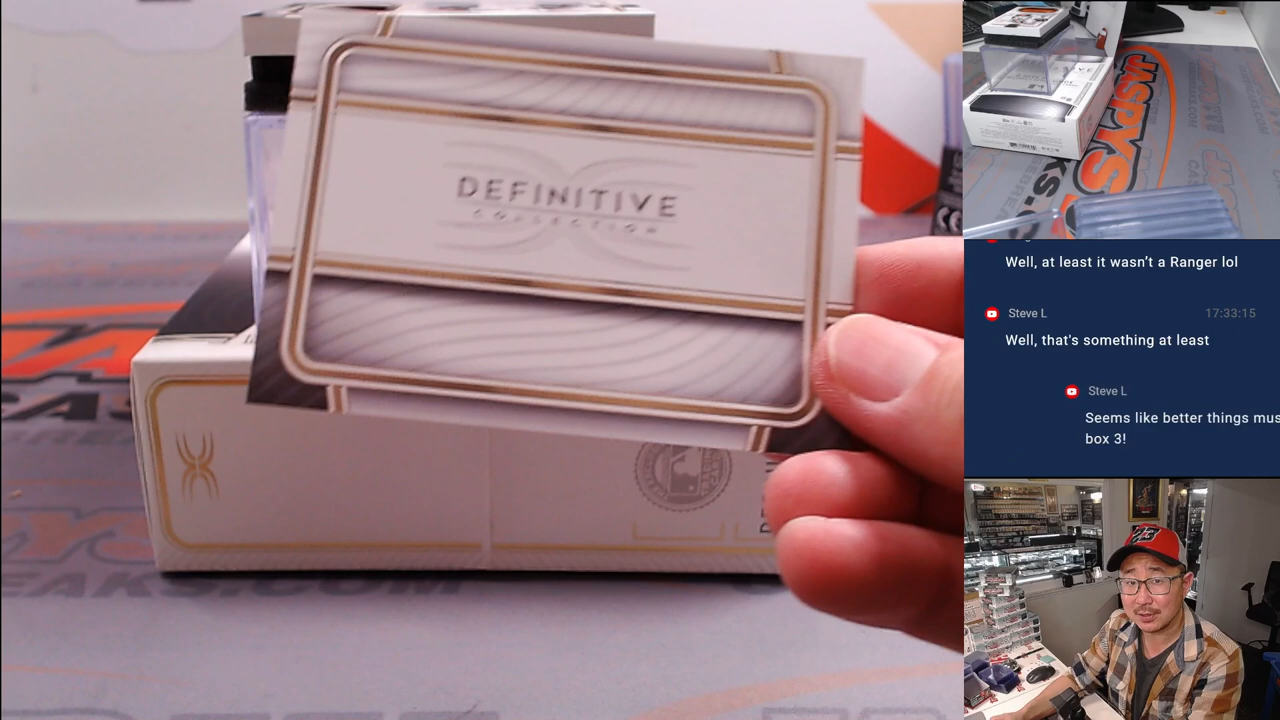 DEFINITIVE
COLLECTION
JASPYS
Well, at least it wasn't a Ranger lol
Steve L 17:33:15
Well, that's something at least
Steve L
Seems like better things mus
box 3!